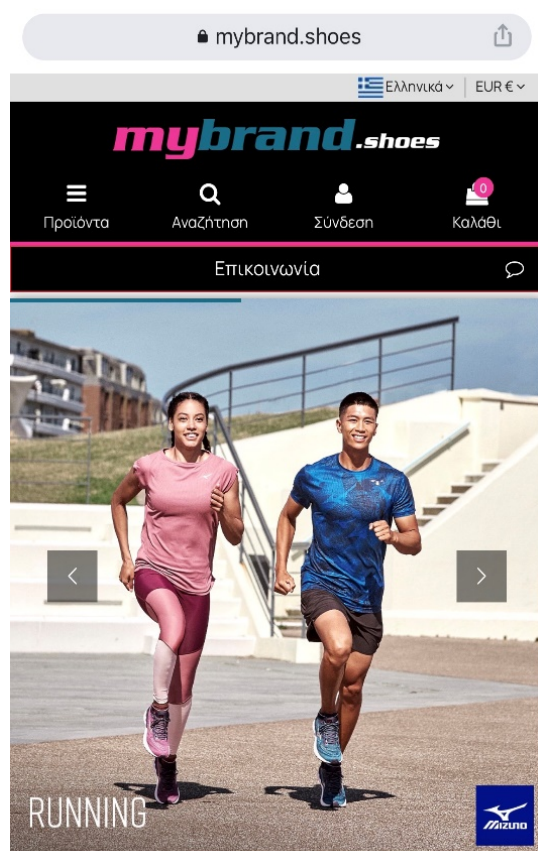 mybrand.shoes
Ελληνικά EUR €
mybrand.shoes
0
Προϊόντα Αναζήτηση Σύνδεση Καλάθι
Επικοινωνία
RUNNING
MIZUNO